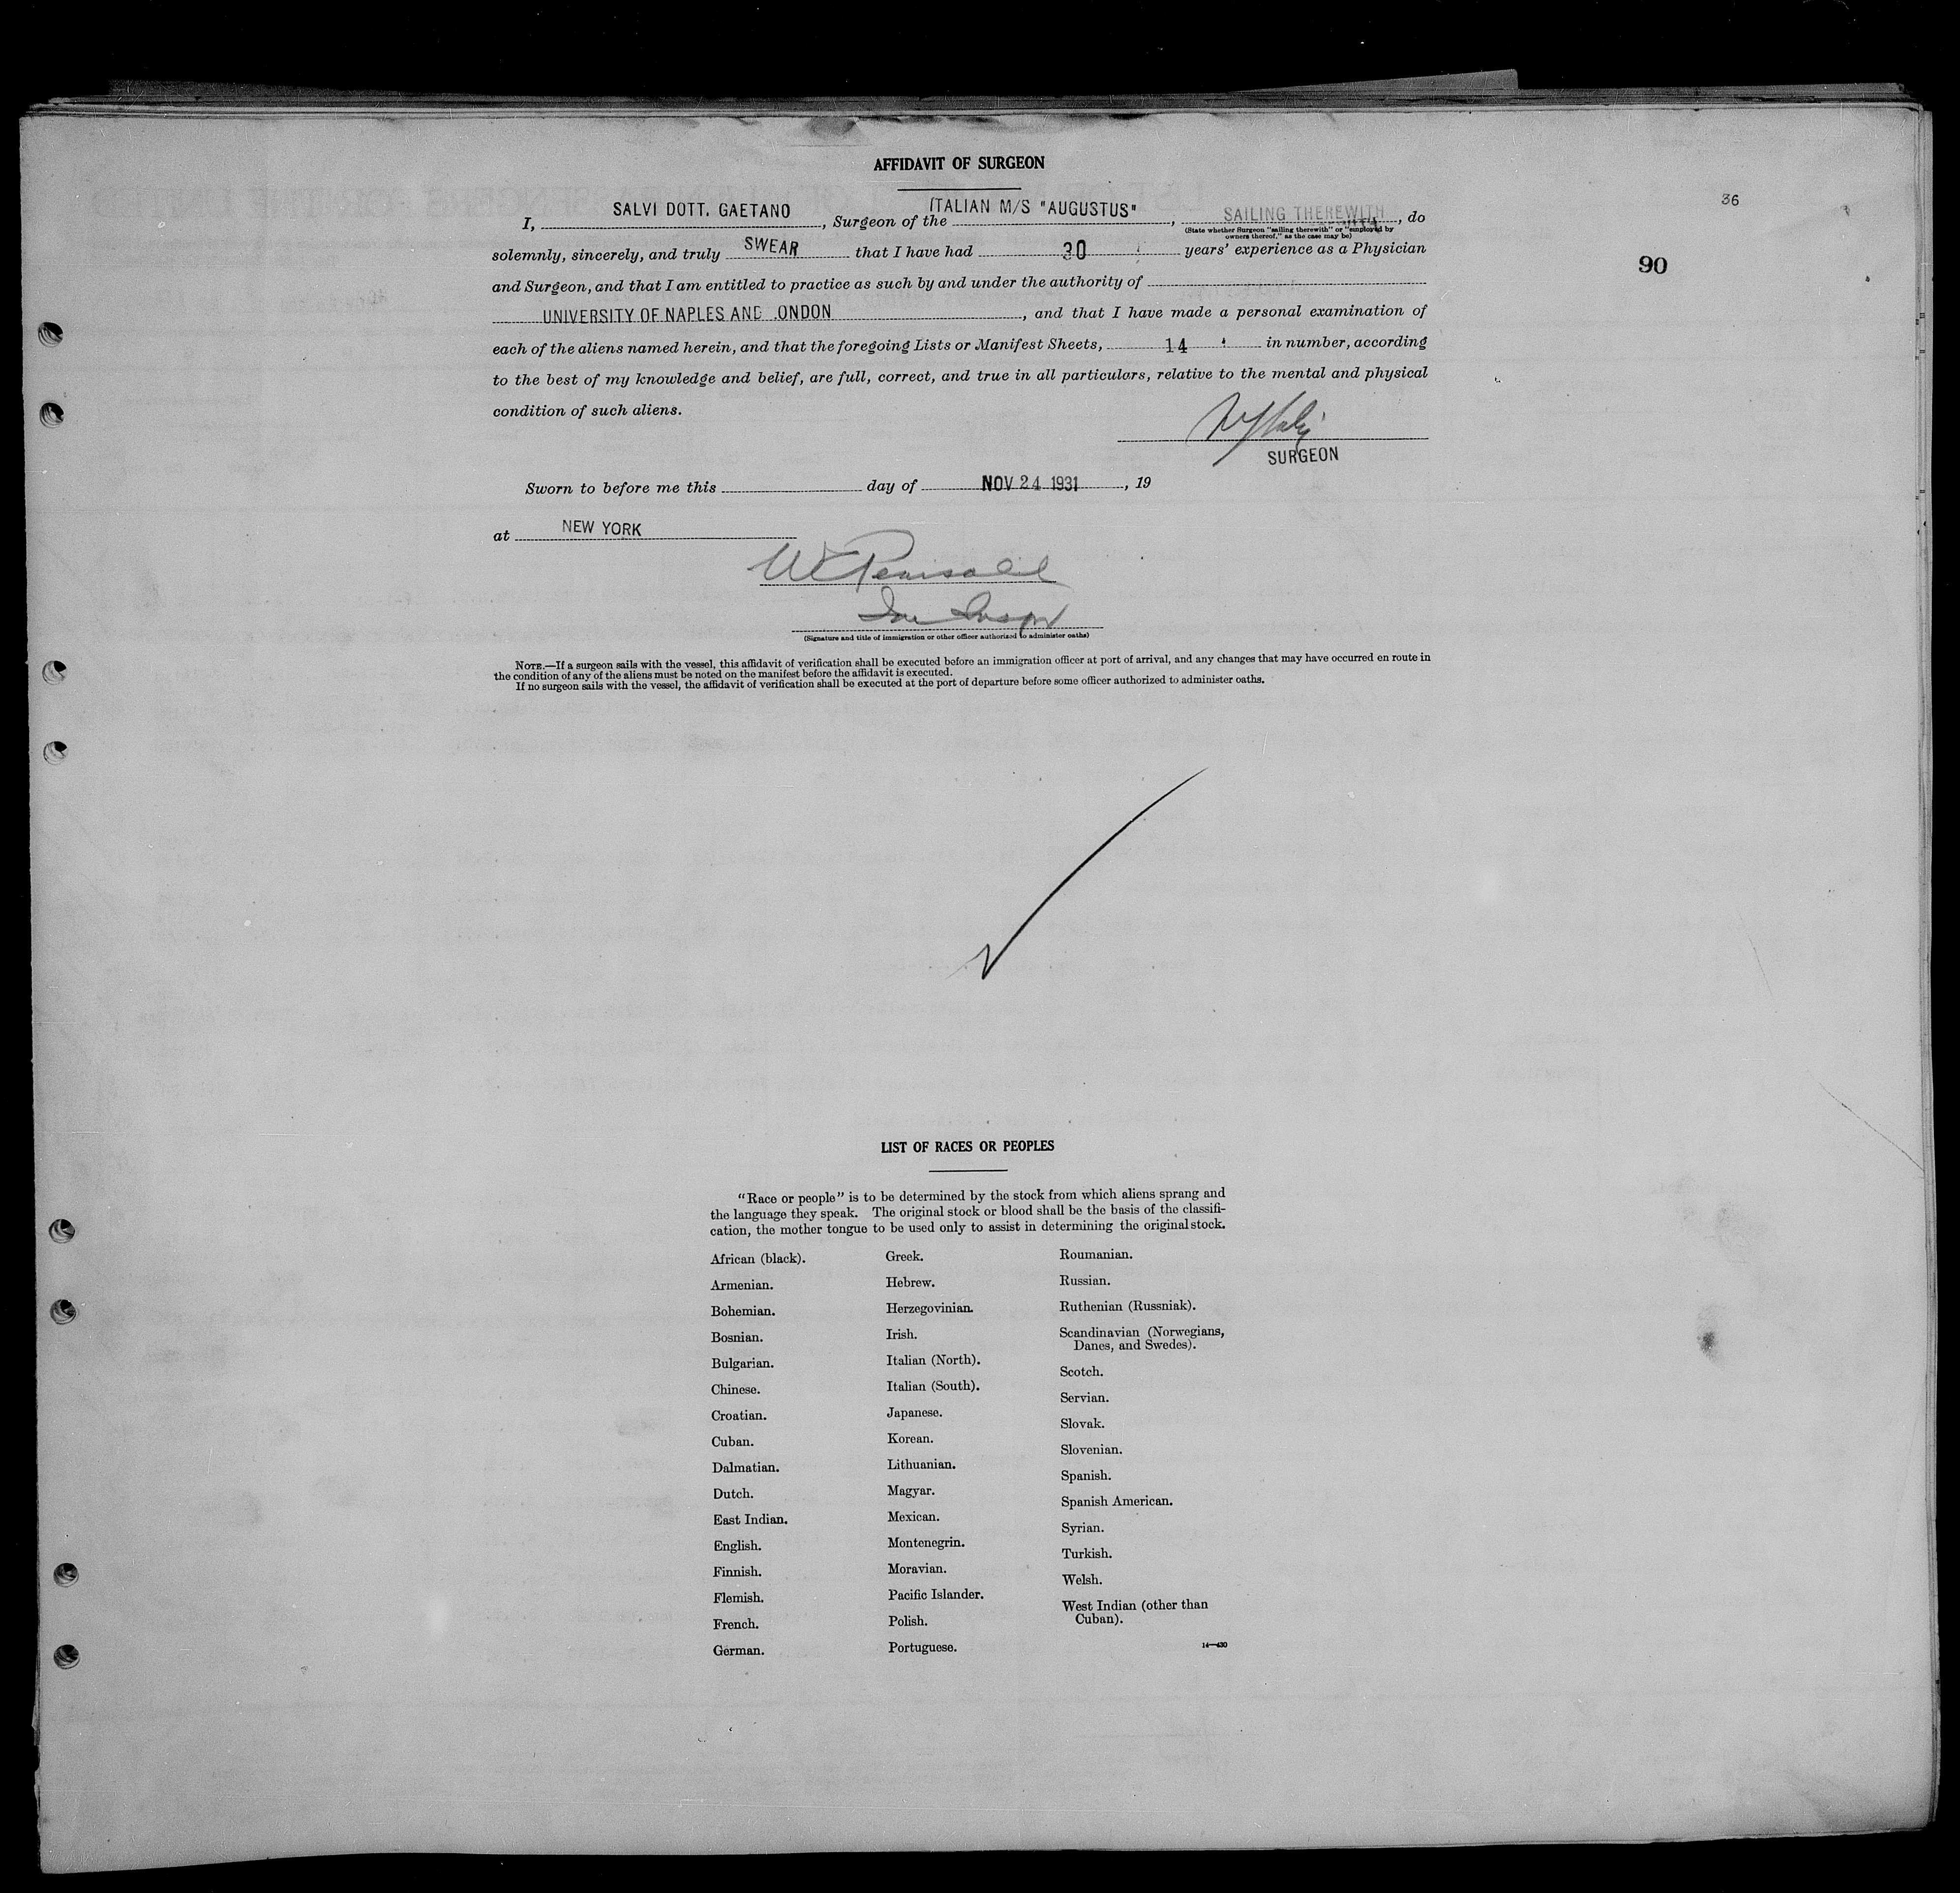 AFFIDAVIT OF SURGEON
36
I, SALVI DOTT. GAETANO, Surgeon of the ITALIAN M/S "AUGUSTUS", SAILING THEREWITH, do
(State whether Surgeon "sailing therewith" or "employed by
owners thereof," as the case may be)
solemnly, sincerely, and truly SWEAR that I have had 30 years' experience as a Physician
90
and Surgeon, and that I am entitled to practice as such by and under the authority of
UNIVERSITY OF NAPLES AND ONDON, and that I have made a personal examination of
each of the aliens named herein, and that the foregoing Lists or Manifest Sheets, 14 in number, according
to the best of my knowledge and belief, are full, correct, and true in all particulars, relative to the mental and physical
condition of such aliens.
SURGEON
Sworn to before me this day of NOV 24 1931, 19
at NEW YORK
W Pearsall
Imm Inspr
(Signature and title of immigration or other officer authorized to administer oaths)
NOTE.—If a surgeon sails with the vessel, this affidavit of verification shall be executed before an immigration officer at port of arrival, and any changes that may have occurred en route in
the condition of any of the aliens must be noted on the manifest before the affidavit is executed.
If no surgeon sails with the vessel, the affidavit of verification shall be executed at the port of departure before some officer authorized to administer oaths.
LIST OF RACES OR PEOPLES
"Race or people" is to be determined by the stock from which aliens sprang and
the language they speak. The original stock or blood shall be the basis of the classifi-
cation, the mother tongue to be used only to assist in determining the original stock.
African (black).
Armenian.
Bohemian.
Bosnian.
Bulgarian.
Chinese.
Croatian.
Cuban.
Dalmatian.
Dutch.
East Indian.
English.
Finnish.
Flemish.
French.
German.
Greek.
Hebrew.
Herzegovinian.
Irish.
Italian (North).
Italian (South).
Japanese.
Korean.
Lithuanian.
Magyar.
Mexican.
Montenegrin.
Moravian.
Pacific Islander.
Polish.
Portuguese.
Roumanian.
Russian.
Ruthenian (Russniak).
Scandinavian (Norwegians,
Danes, and Swedes).
Scotch.
Servian.
Slovak.
Slovenian.
Spanish.
Spanish American.
Syrian.
Turkish.
Welsh.
West Indian (other than
Cuban).
14—430